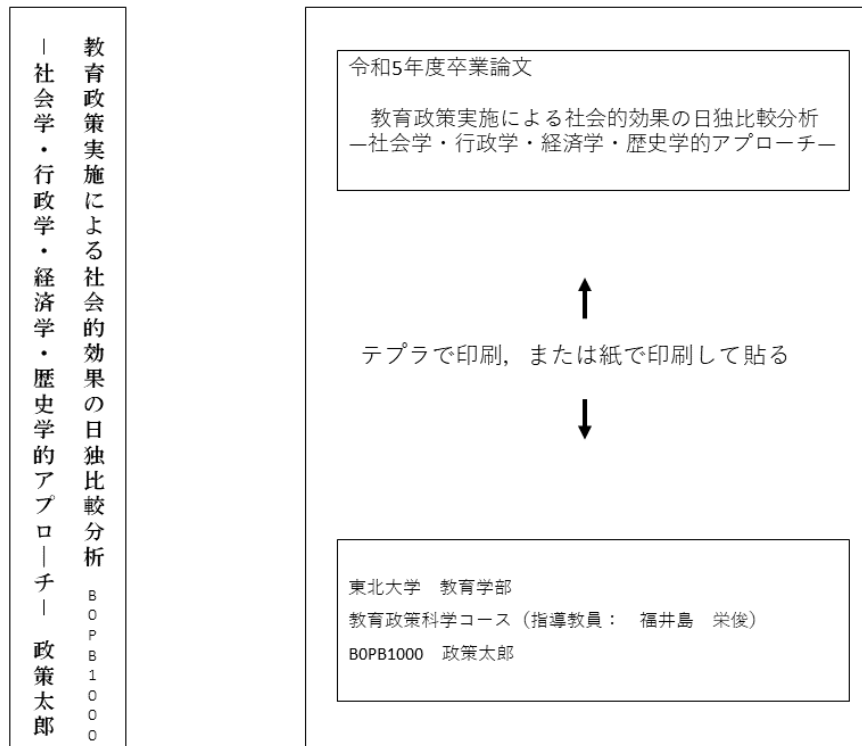 教育政策実施による社会的効果の日独比較分析 B0PB1000
―社会学・行政学・経済学・歴史学的アプローチ― 政策太郎
令和5年度卒業論文
教育政策実施による社会的効果の日独比較分析
―社会学・行政学・経済学・歴史学的アプローチ―
テプラで印刷，または紙で印刷して貼る
東北大学　教育学部
教育政策科学コース（指導教員：　福井島　栄俊）
B0PB1000　政策太郎